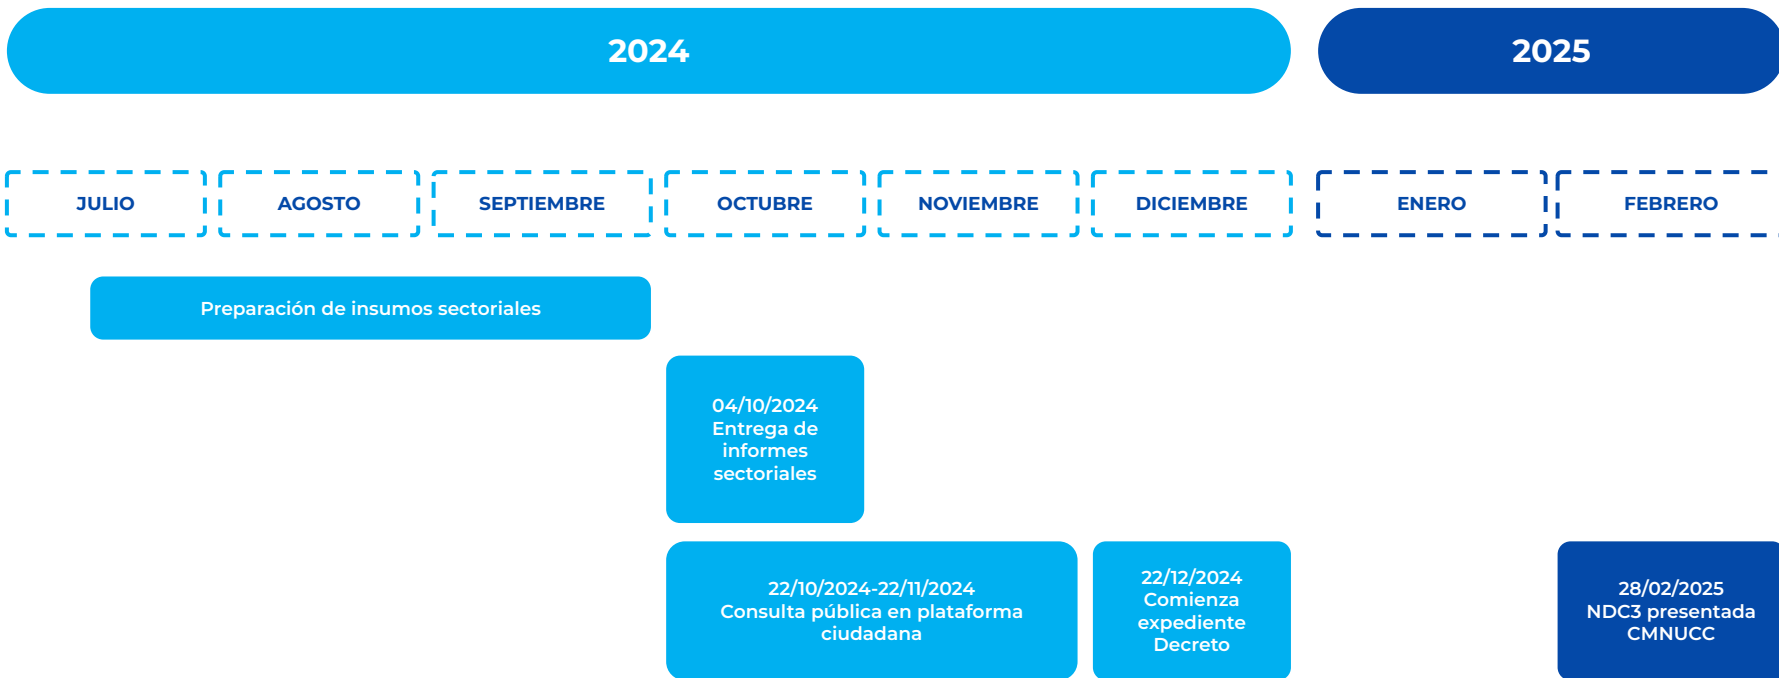 2024
2025
JULIO
AGOSTO
SEPTIEMBRE
OCTUBRE
NOVIEMBRE
DICIEMBRE
ENERO
FEBRERO
Preparación de insumos sectoriales
04/10/2024
Entrega de
informes
sectoriales
22/10/2024-22/11/2024
Consulta pública en plataforma
ciudadana
22/12/2024
Comienza
expediente
Decreto
28/02/2025
NDC3 presentada
CMNUCC